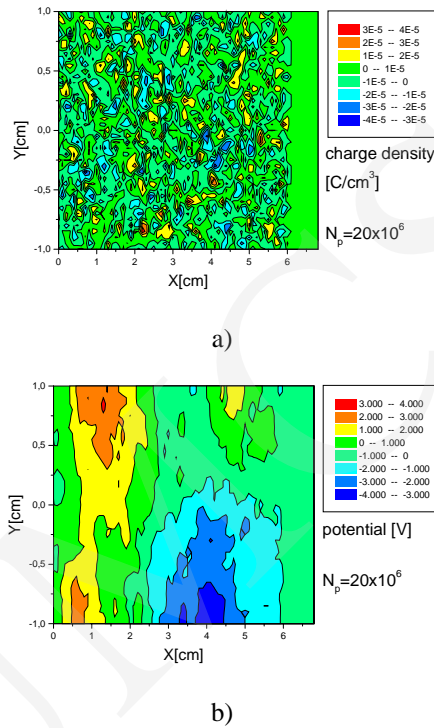 1,0
0,5
0,0
-0,5
-1,0
Y[cm]
0 1 2 3 4 5 6
X[cm]
3E-5 -- 4E-5
2E-5 -- 3E-5
1E-5 -- 2E-5
0 -- 1E-5
-1E-5 -- 0
-2E-5 -- -1E-5
-3E-5 -- -2E-5
-4E-5 -- -3E-5
charge density
[C/cm³]
Nₚ=20x10⁶
a)
1,0
0,5
0,0
-0,5
-1,0
Y[cm]
0 1 2 3 4 5 6
X[cm]
3.000 -- 4.000
2.000 -- 3.000
1.000 -- 2.000
0 -- 1.000
-1.000 -- 0
-2.000 -- -1.000
-3.000 -- -2.000
-4.000 -- -3.000
potential [V]
Nₚ=20x10⁶
b)